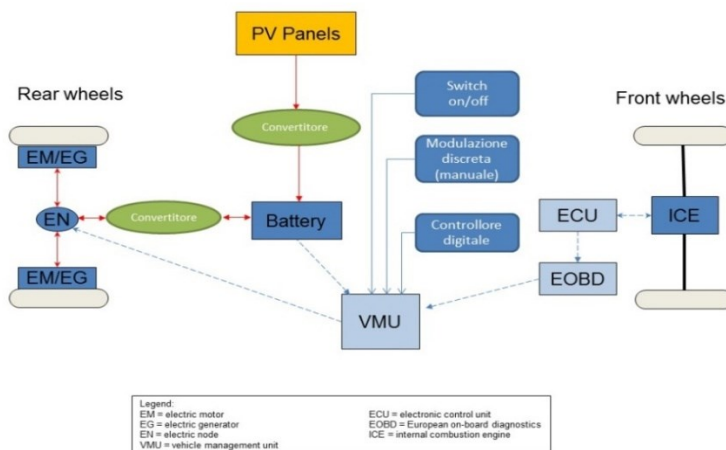 PV Panels
Rear wheels
Switch
on/off
Front wheels
Convertitore
EM/EG
Modulazione
discreta
(manuale)
EN
Convertitore
Battery
ECU
ICE
Controllore
digitale
EM/EG
EOBD
VMU
Legend:
EM = electric motor
EG = electric generator
EN = electric node
VMU = vehicle management unit
ECU = electronic control unit
EOBD = European on-board diagnostics
ICE = internal combustion engine